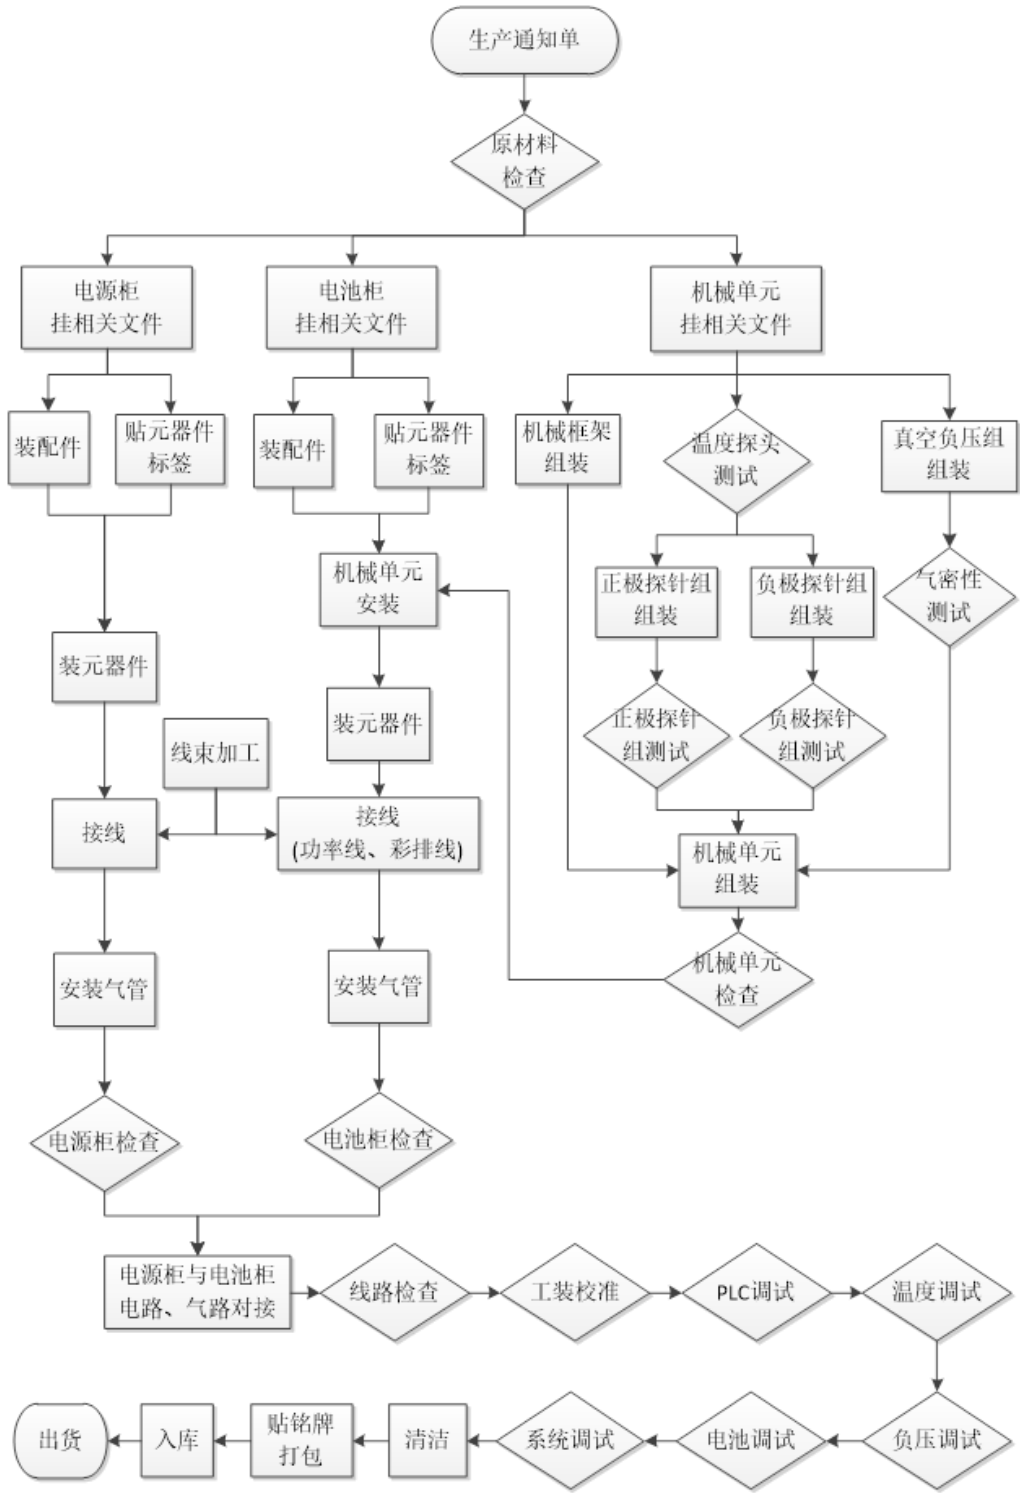 生产通知单
原材料
检查
电源柜
挂相关文件
电池柜
挂相关文件
机械单元
挂相关文件
装配件
贴元器件
标签
装配件
贴元器件
标签
机械框架
组装
温度探头
测试
真空负压组
组装
机械单元
安装
正极探针组
组装
负极探针组
组装
气密性
测试
装元器件
装元器件
正极探针
组测试
负极探针
组测试
线束加工
接线
接线
(功率线、彩排线)
机械单元
组装
安装气管
安装气管
机械单元
检查
电源柜检查
电池柜检查
电源柜与电池柜
电路、气路对接
线路检查
工装校准
PLC调试
温度调试
出货
入库
贴铭牌
打包
清洁
系统调试
电池调试
负压调试